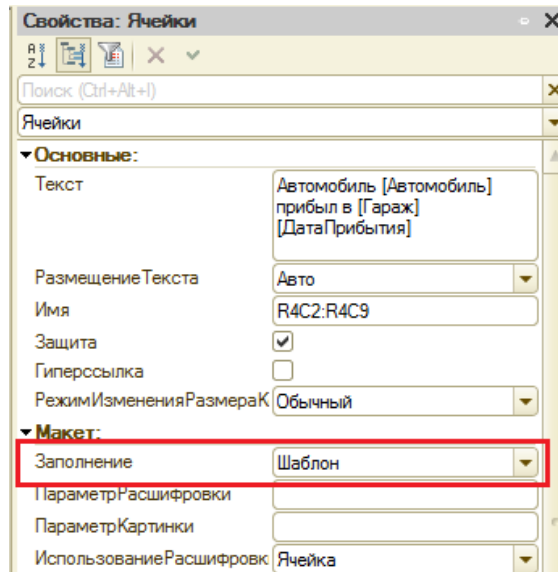 Свойства: Ячейки
Поиск (Ctrl+Alt+I)
Ячейки
Основные:
Текст
Автомобиль [Автомобиль]
прибыл в [Гараж]
[ДатаПрибытия]
РазмещениеТекста Авто
Имя R4C2:R4C9
Защита
Гиперссылка
РежимИзмененияРазмераК Обычный
Макет:
Заполнение Шаблон
ПараметрРасшифровки
ПараметрКартинки
ИспользованиеРасшифровк Ячейка